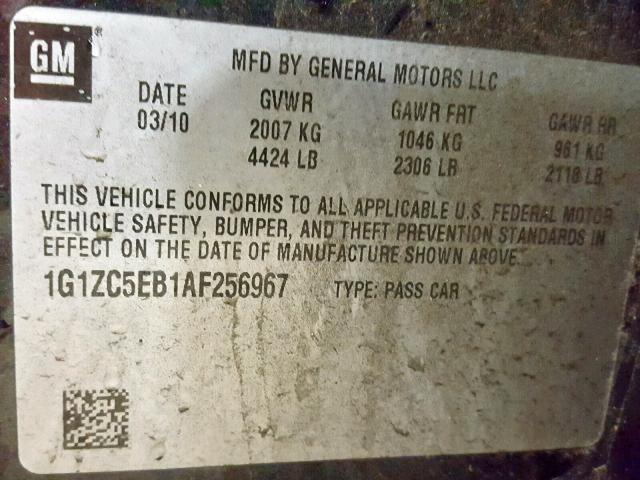 GM
MFD BY GENERAL MOTORS LLC
DATE GVWR GAWR FRT GAWR RR
03/10 2007 KG 1046 KG 961 KG
4424 LB 2306 LB 2118 LB
THIS VEHICLE CONFORMS TO ALL APPLICABLE U.S. FEDERAL MOTOR
VEHICLE SAFETY, BUMPER, AND THEFT PREVENTION STANDARDS IN
EFFECT ON THE DATE OF MANUFACTURE SHOWN ABOVE.
1G1ZC5EB1AF256967 TYPE: PASS CAR